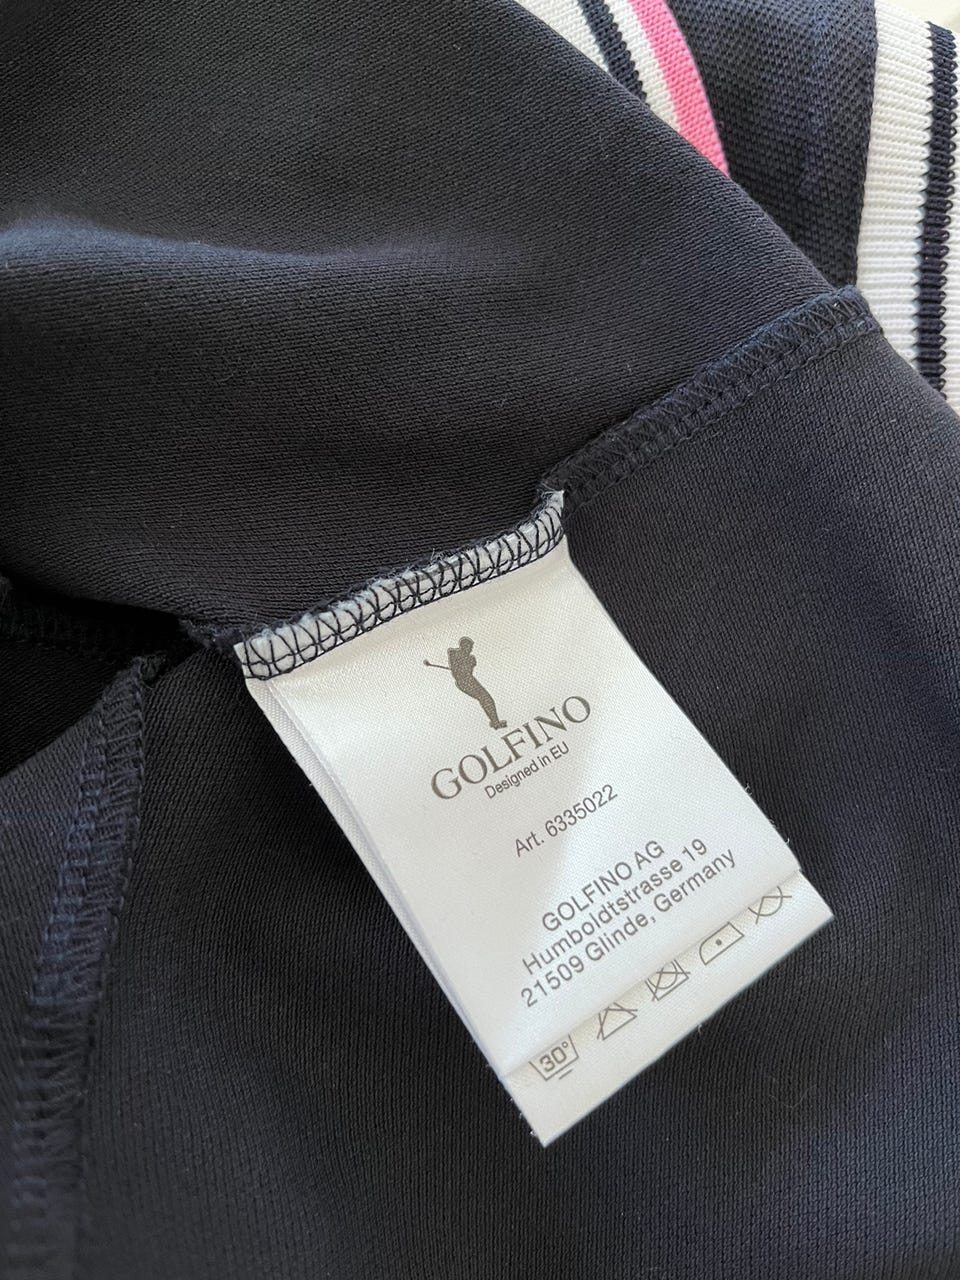 GOLFINO
Designed in EU
Art. 6335022
GOLFINO AG
Humboldtstrasse 19
21509 Glinde, Germany
30°